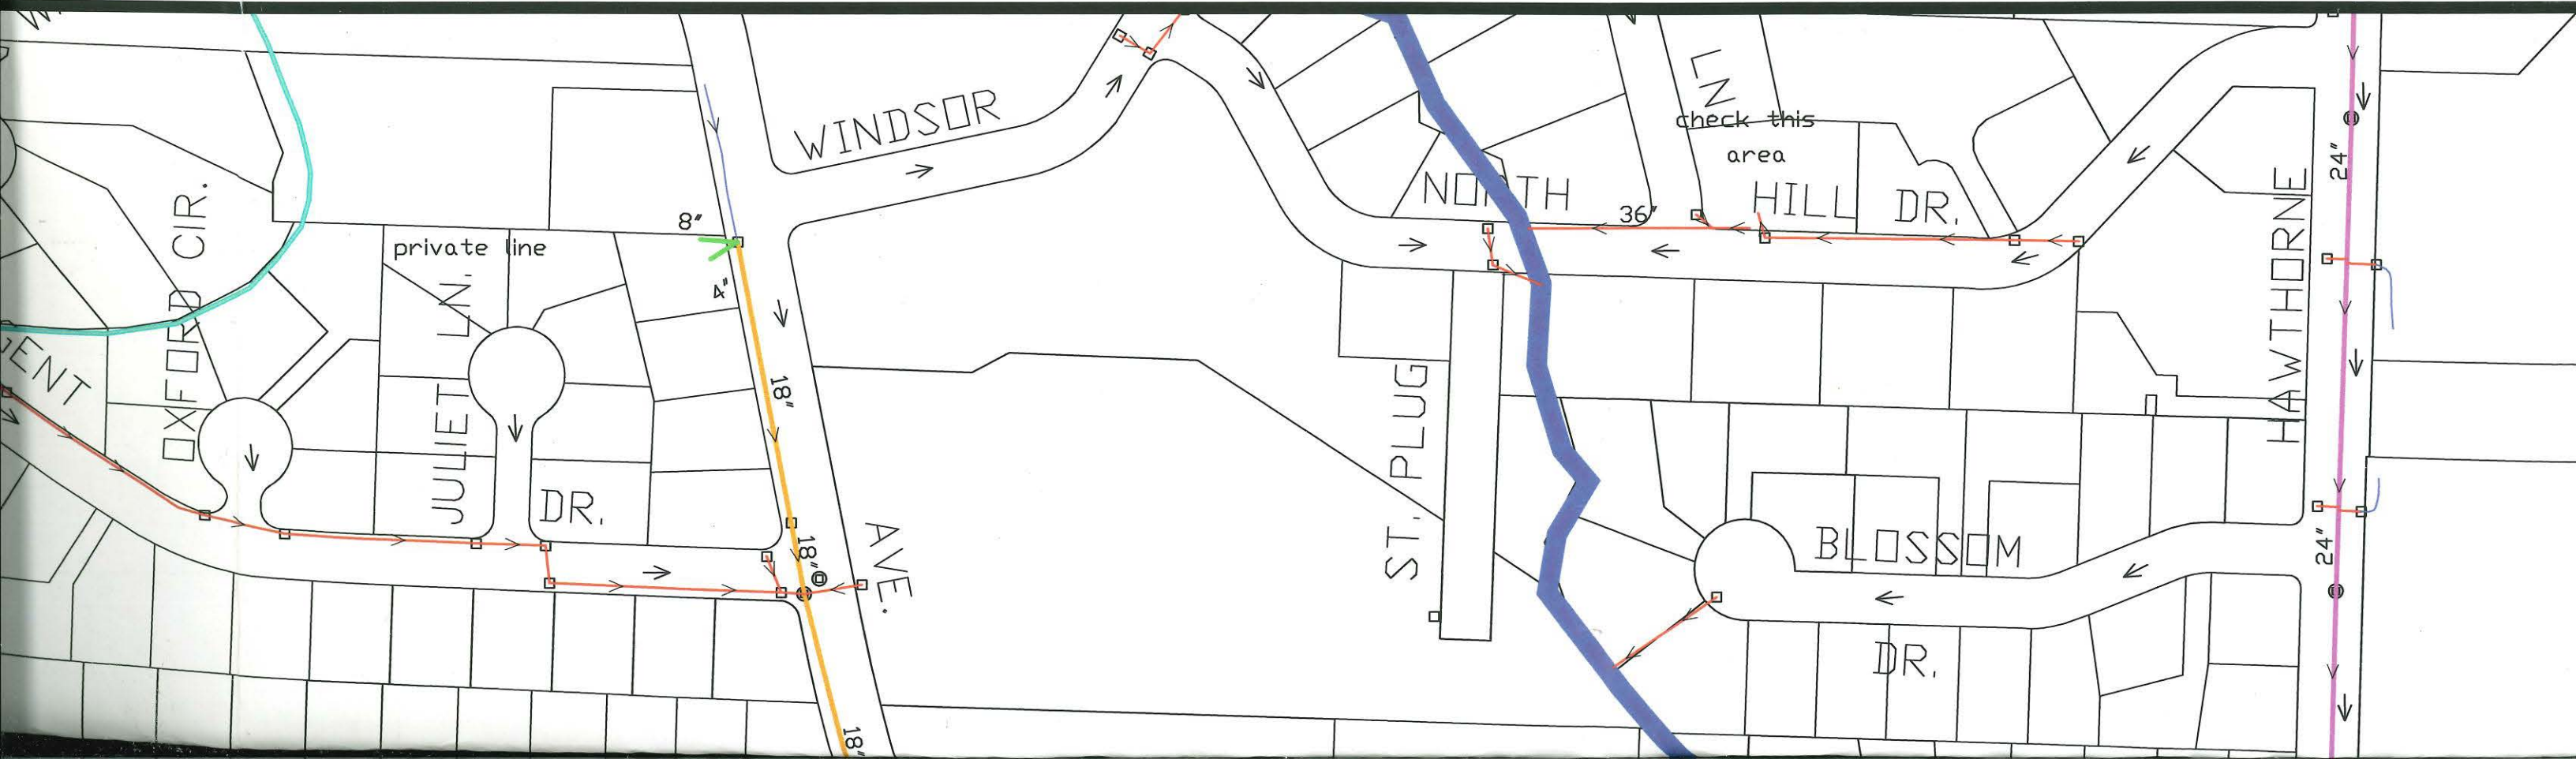 WINDSOR
LN
check this
area
NORTH HILL DR.
36"
24"
HAWTHORNE
OXFORD CIR.
8"
private line
4"
JULIET LN.
18"
DR.
18"
AVE.
ST. PLUG
BLOSSOM
DR.
24"
18"